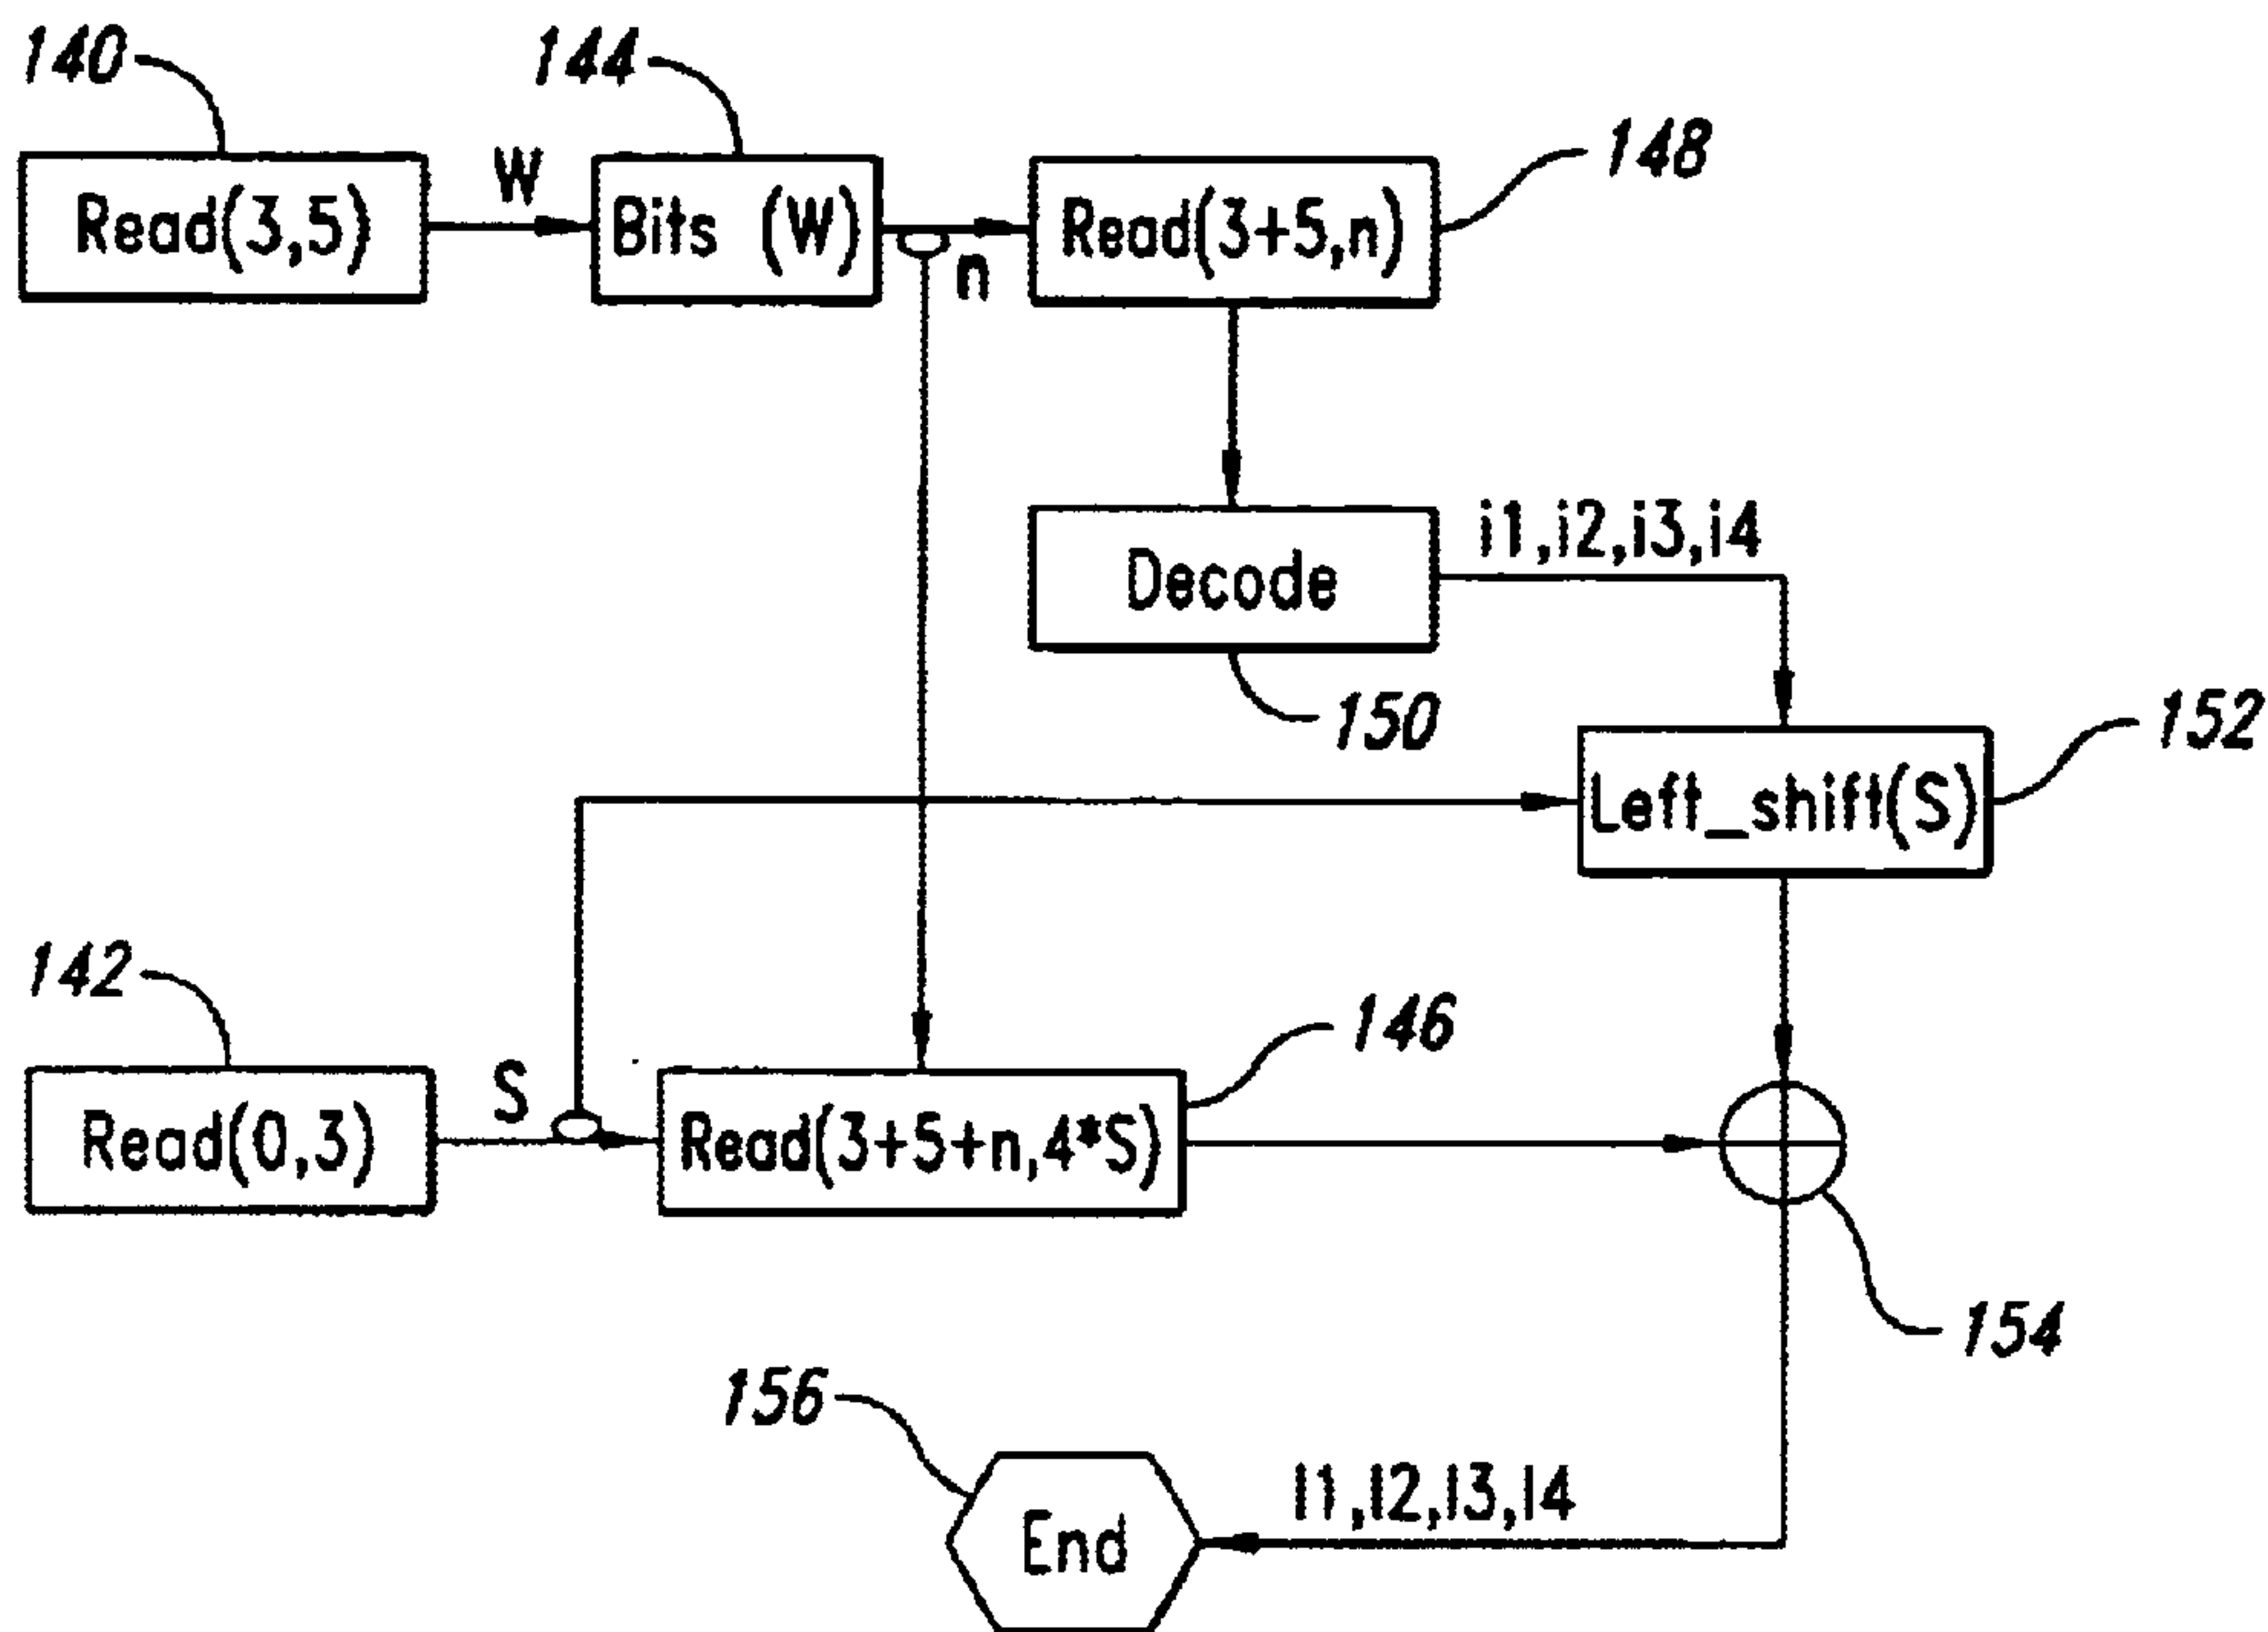 140
144
148
Read(3,5)
W
Bits (W)
n
Read(3+5,n)
Decode
i1,i2,i3,i4
150
152
Left_shift(S)
142
146
Read(0,3)
S
Read(3+5+n,4*S)
154
156
End
I1,I2,I3,I4